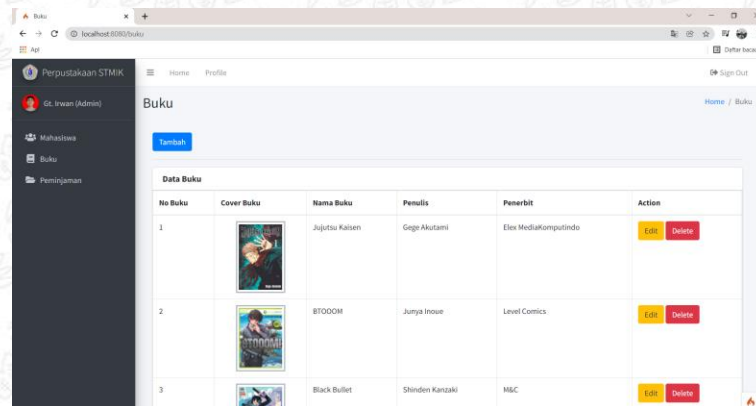 Buku
localhost:8080/buku
Apl
Daftar baca
Perpustakaan STMIK
Home Profile
Sign Out
Gt. Irwan (Admin)
Buku
Home / Buku
Mahasiswa
Buku
Peminjaman
Tambah
Data Buku
No Buku Cover Buku Nama Buku Penulis Penerbit Action
1 Jujutsu Kaisen Gege Akutami Elex MediaKomputindo Edit Delete
2 BTOOOM Junya Inoue Level Comics Edit Delete
BTOOOM!
3 Black Bullet Shinden Kanzaki M&C Edit Delete